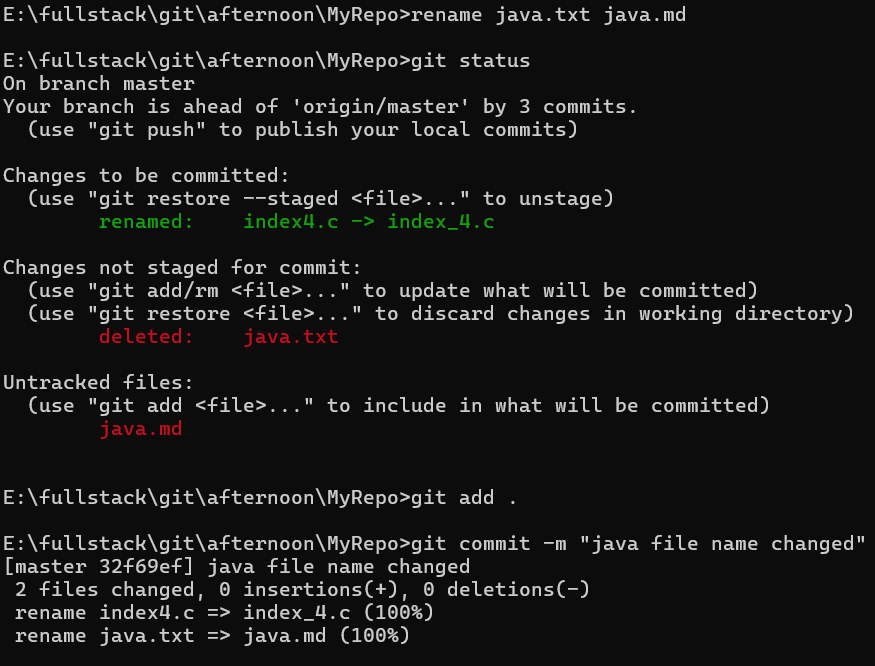 E:\fullstack\git\afternoon\MyRepo>rename java.txt java.md
E:\fullstack\git\afternoon\MyRepo>git status
On branch master
Your branch is ahead of 'origin/master' by 3 commits.
  (use "git push" to publish your local commits)
Changes to be committed:
  (use "git restore --staged <file>..." to unstage)
        renamed:    index4.c -> index_4.c
Changes not staged for commit:
  (use "git add/rm <file>..." to update what will be committed)
  (use "git restore <file>..." to discard changes in working directory)
        deleted:    java.txt
Untracked files:
  (use "git add <file>..." to include in what will be committed)
        java.md
E:\fullstack\git\afternoon\MyRepo>git add .
E:\fullstack\git\afternoon\MyRepo>git commit -m "java file name changed"
[master 32f69ef] java file name changed
 2 files changed, 0 insertions(+), 0 deletions(-)
 rename index4.c => index_4.c (100%)
 rename java.txt => java.md (100%)